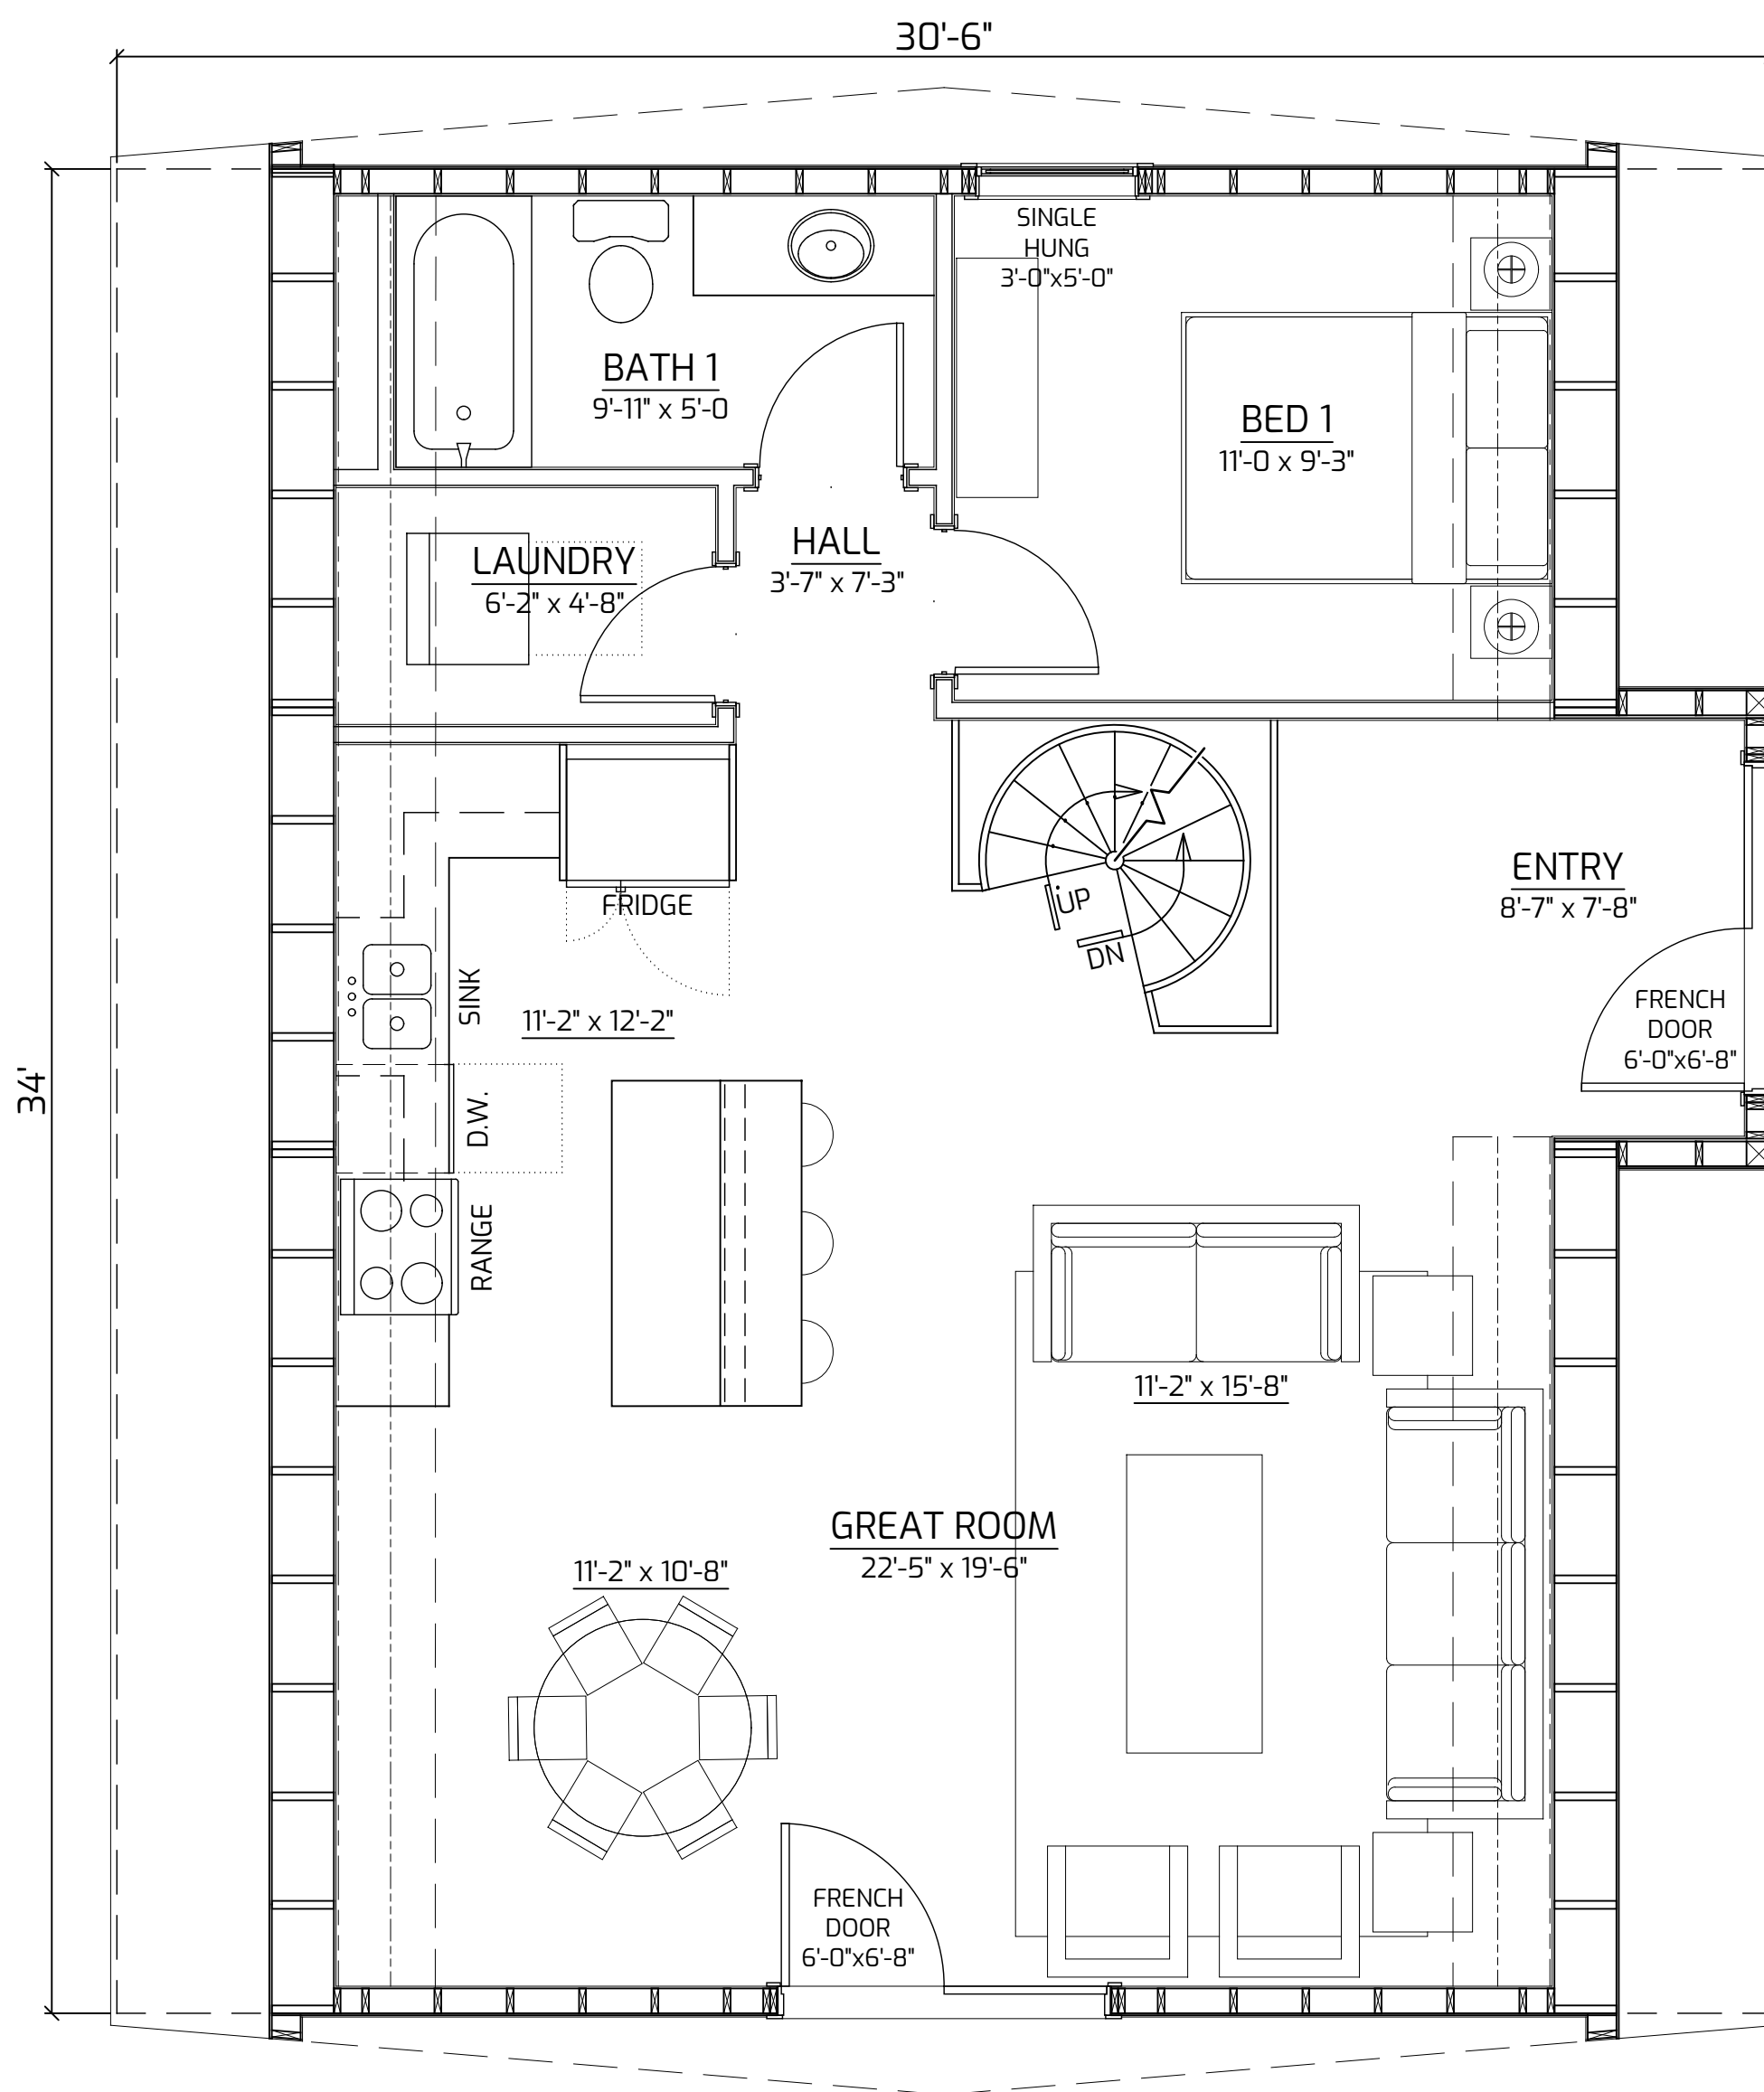 30'-6"
SINGLE
HUNG
3'-0"x5'-0"
BATH 1
9'-11" x 5'-0
BED 1
11'-0 x 9'-3"
HALL
3'-7" x 7'-3"
LAUNDRY
6'-2" x 4'-8"
ENTRY
8'-7" x 7'-8"
FRIDGE
UP
DN
SINK
11'-2" x 12'-2"
FRENCH
DOOR
6'-0"x6'-8"
34'
D.W.
RANGE
11'-2" x 15'-8"
GREAT ROOM
22'-5" x 19'-6"
11'-2" x 10'-8"
FRENCH
DOOR
6'-0"x6'-8"